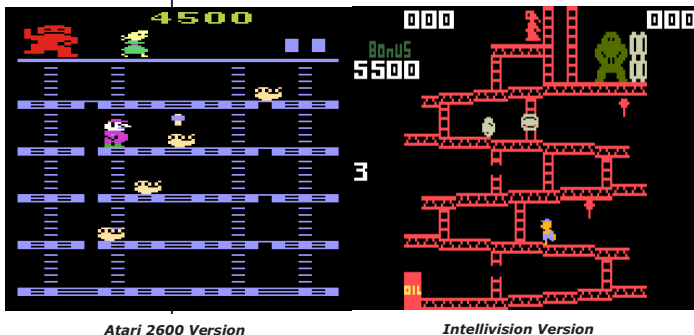 4500
000
000
Bonus
5500
3
OIL
Atari 2600 Version
Intellivision Version